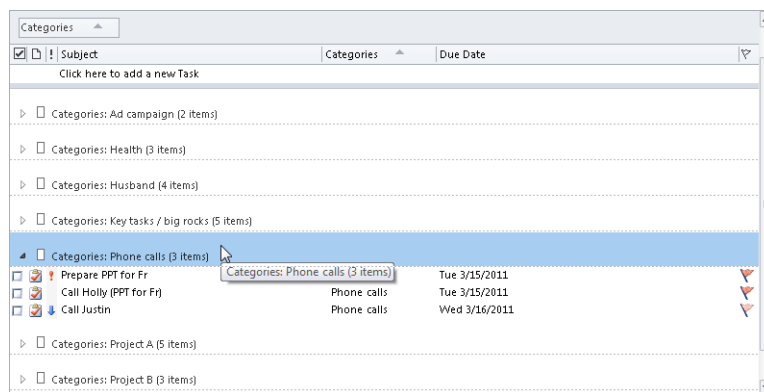 Categories
! Subject Categories Due Date
Click here to add a new Task
Categories: Ad campaign (2 items)
Categories: Health (3 items)
Categories: Husband (4 items)
Categories: Key tasks / big rocks (5 items)
Categories: Phone calls (3 items)
Categories: Phone calls (3 items)
! Prepare PPT for Fr Tue 3/15/2011
Call Holly (PPT for Fr) Phone calls Tue 3/15/2011
Call Justin Phone calls Wed 3/16/2011
Categories: Project A (5 items)
Categories: Project B (3 items)